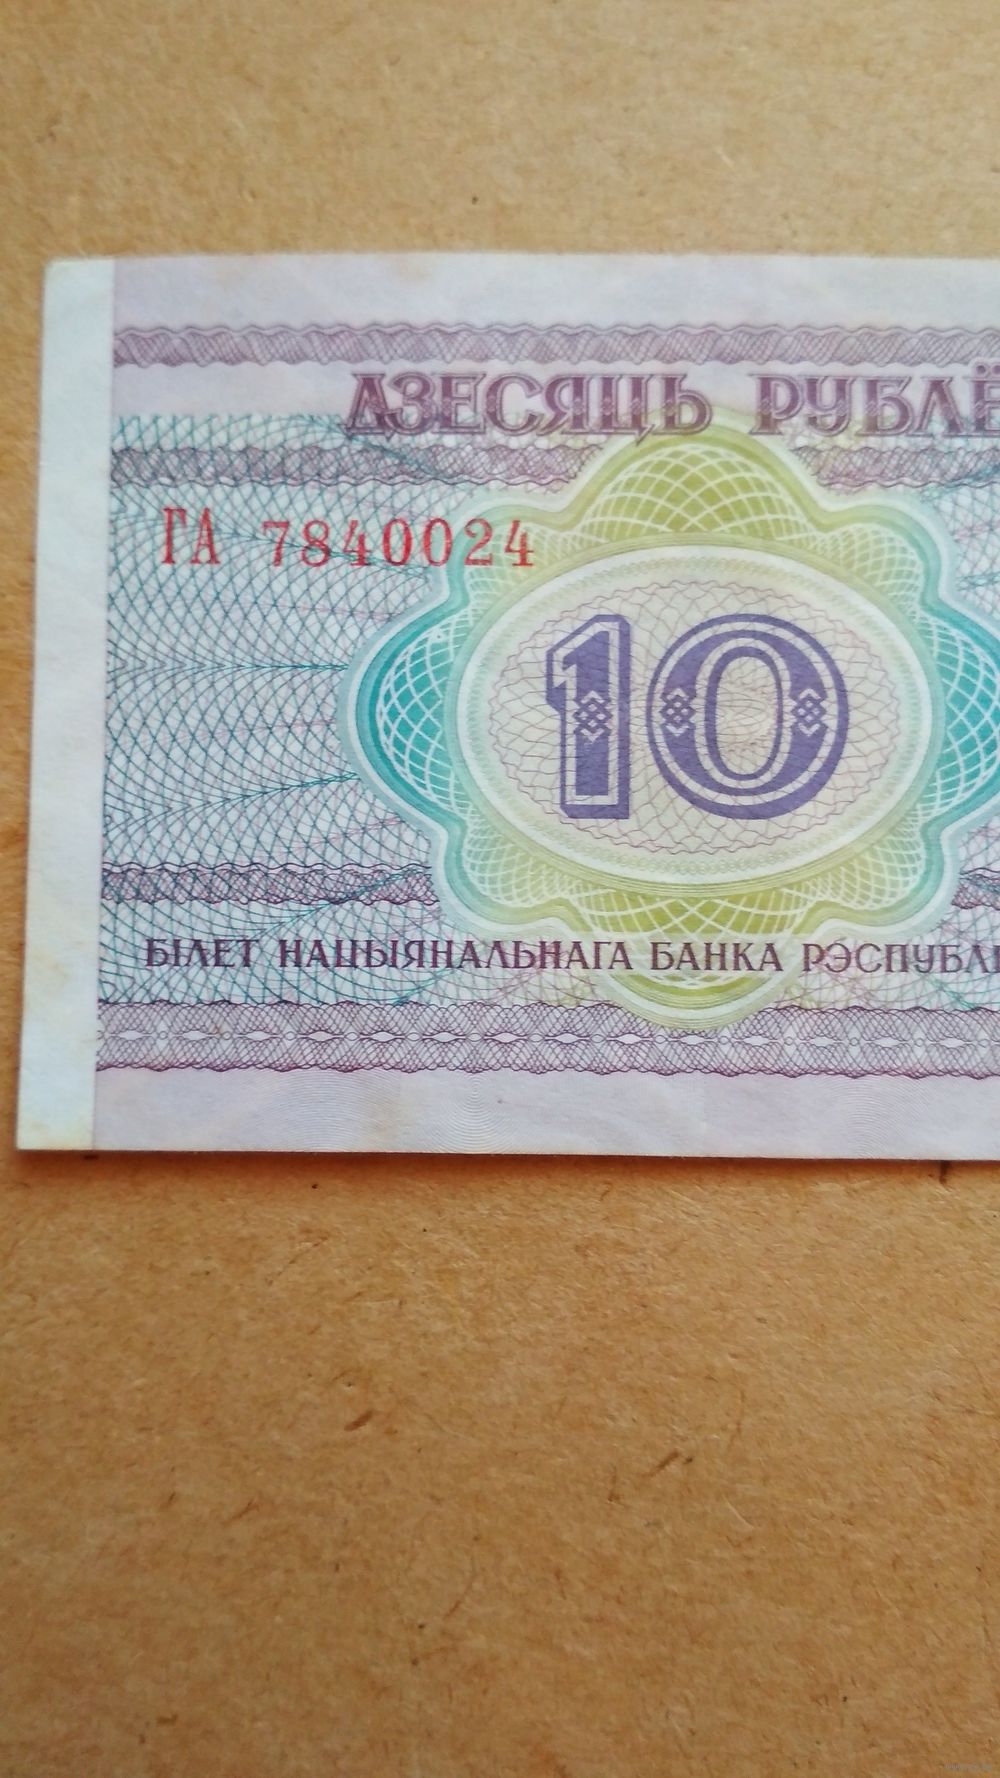 ДЗЕСЯЦЬ РУБЛЁ
ГА 7840024
10
БІЛЕТ НАЦЫЯНАЛЬНАГА БАНКА РЭСПУБЛІ